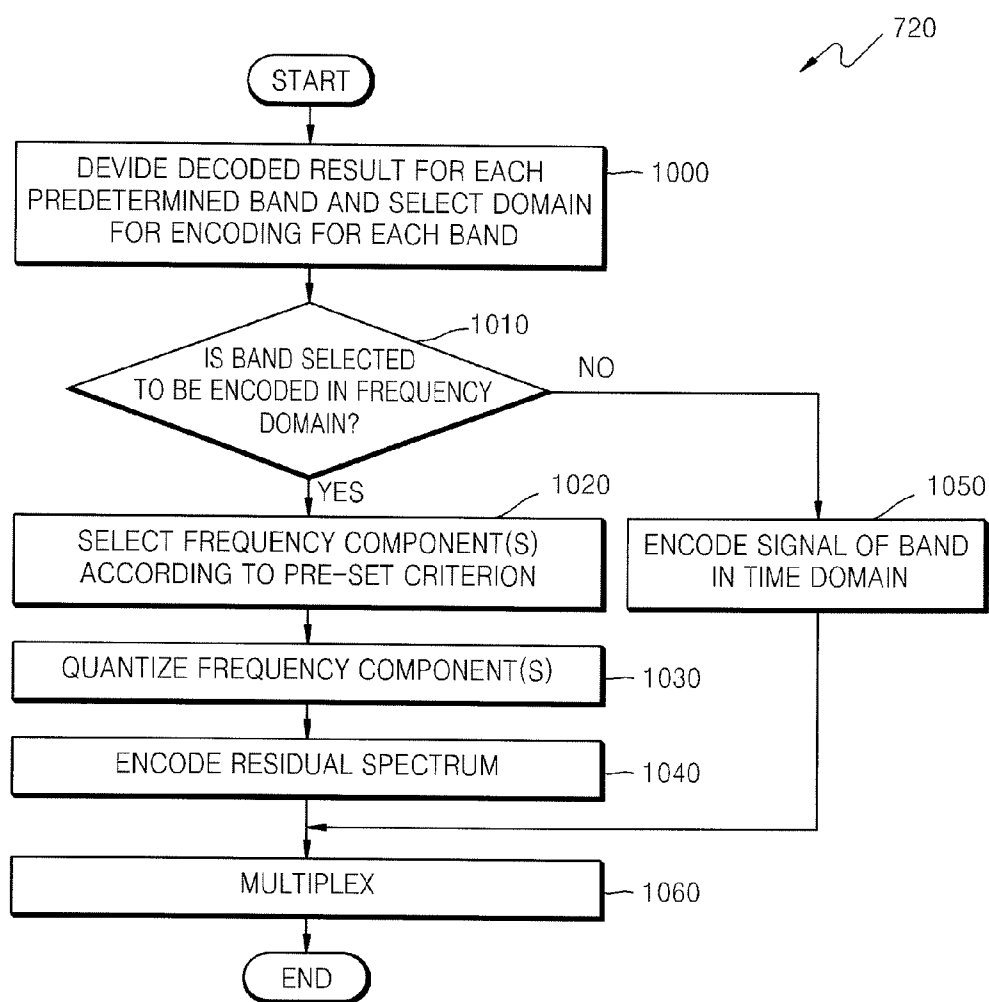 720
START
DEVIDE DECODED RESULT FOR EACH
PREDETERMINED BAND AND SELECT DOMAIN
FOR ENCODING FOR EACH BAND
1000
1010
IS BAND SELECTED
TO BE ENCODED IN FREQUENCY
DOMAIN?
NO
YES
1020
SELECT FREQUENCY COMPONENT(S)
ACCORDING TO PRE-SET CRITERION
1050
ENCODE SIGNAL OF BAND
IN TIME DOMAIN
QUANTIZE FREQUENCY COMPONENT(S)
1030
ENCODE RESIDUAL SPECTRUM
1040
MULTIPLEX
1060
END